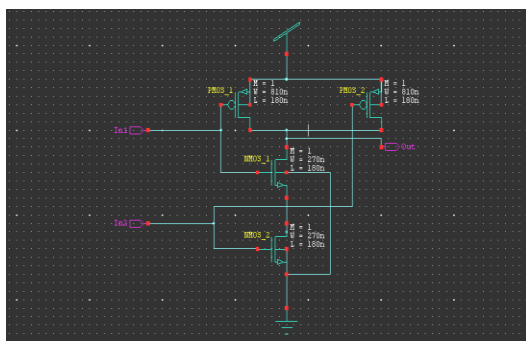 PMOS_1
M = 1
W = 810n
L = 180n
PMOS_2
M = 1
W = 810n
L = 180n
In1
Out
NMOS_1
M = 1
W = 270n
L = 180n
In2
NMOS_2
M = 1
W = 270n
L = 180n